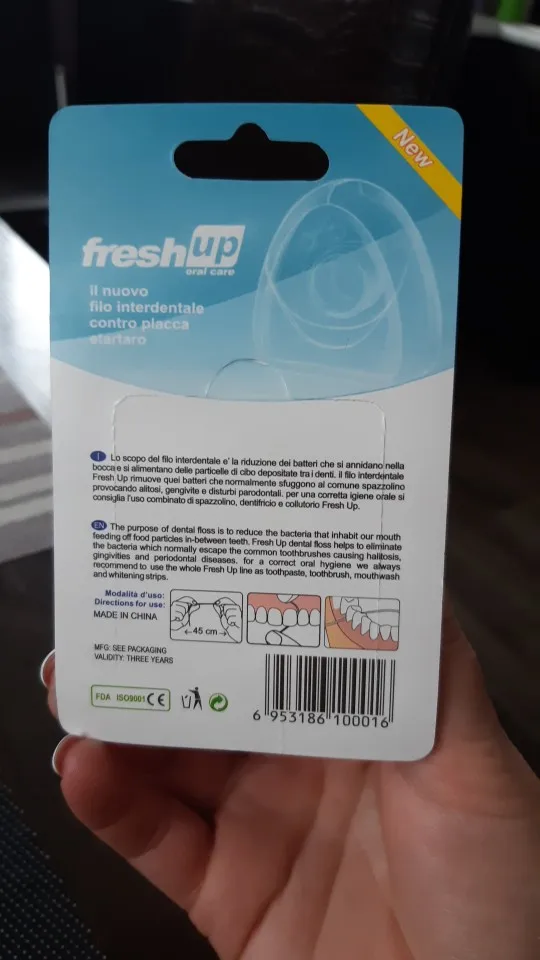 New
freshup
oral care
Il nuovo
filo interdentale
contro placca
etartaro
I Lo scopo del filo interdentale e' la riduzione dei batteri che si annidano nella
bocca e si alimentano delle particelle di cibo depositate tra i denti. il filo interdentale
Fresh Up rimuove quei batteri che normalmente sfuggono al comune spazzolino
provocando alitosi, gengivite e disturbi parodontali. per una corretta igiene orale si
consiglia l'uso combinato di spazzolino, dentifricio e collutorio Fresh Up.
EN The purpose of dental floss is to reduce the bacteria that inhabit our mouth
feeding off food particles in-between teeth. Fresh Up dental floss helps to eliminate
the bacteria which normally escape the common toothbrushes causing halitosis,
gingivities and periodontal diseases. for a correct oral hygiene we always
recommend to use the whole Fresh Up line as toothpaste, toothbrush, mouthwash
and whitening strips.
Modalità d'uso:
Directions for use:
MADE IN CHINA
45 cm
MFG: SEE PACKAGING
VALIDITY: THREE YEARS
FDA ISO9001 CE
6 953186 100016